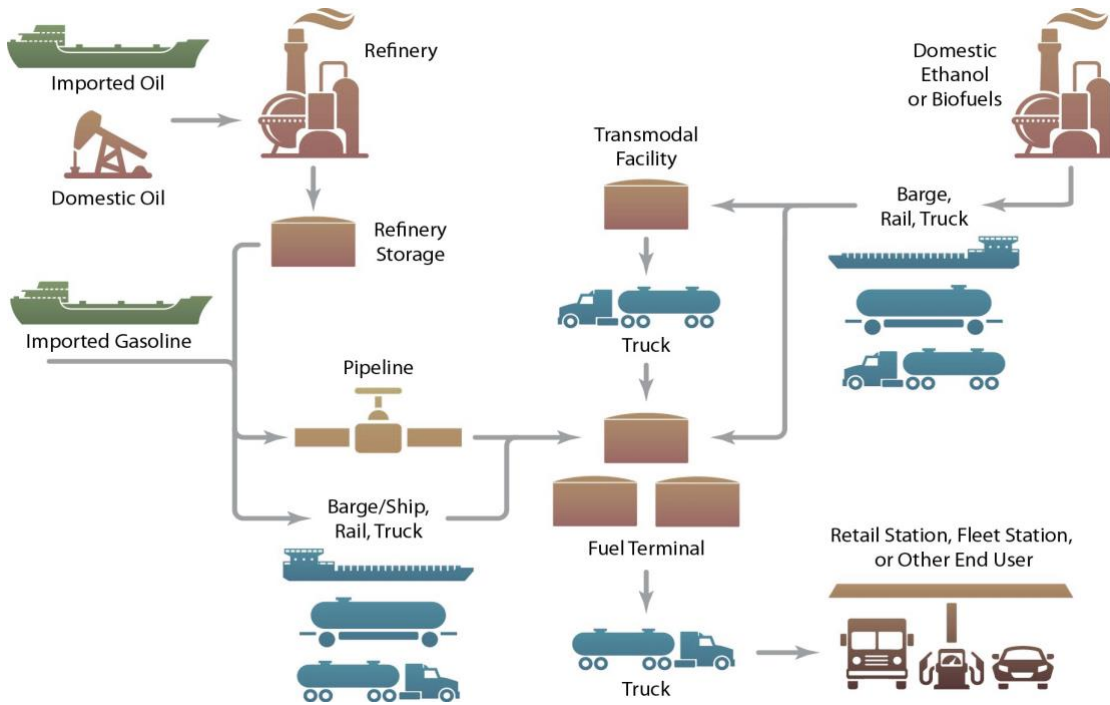 Imported Oil
Refinery
Domestic
Ethanol
or Biofuels
Domestic Oil
Transmodal
Facility
Barge,
Rail, Truck
Refinery
Storage
Imported Gasoline
Truck
Pipeline
Barge/Ship,
Rail, Truck
Fuel Terminal
Retail Station, Fleet Station,
or Other End User
Truck